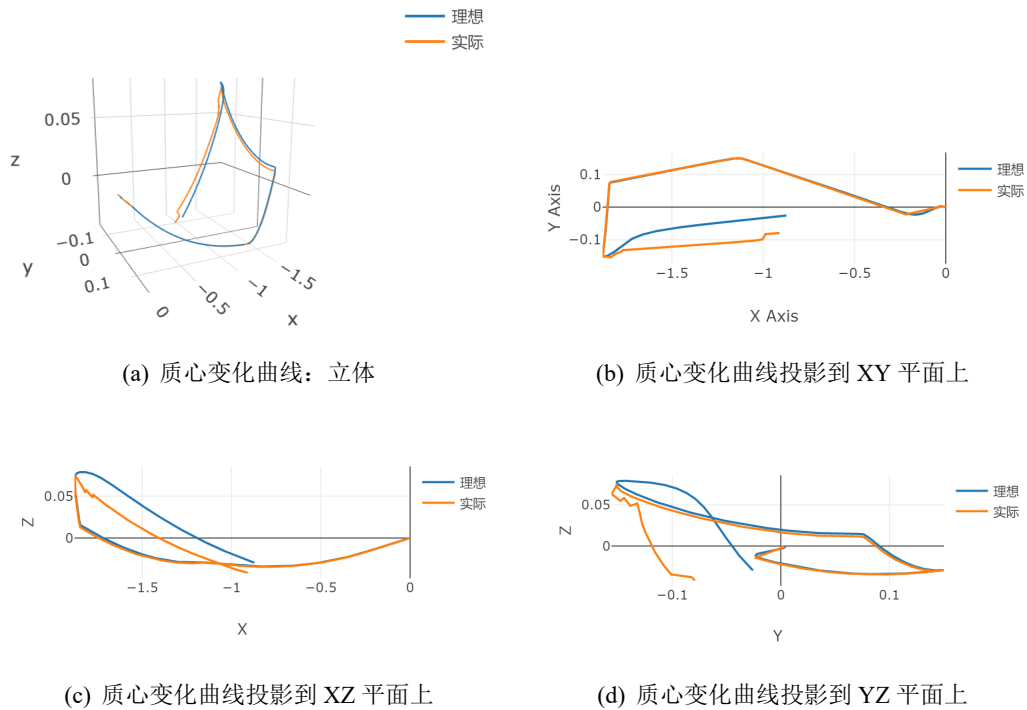 理想
实际
0.05
z
0
−0.1
0
y
0.1
−1.5
−1
−0.5
0
x
(a) 质心变化曲线：立体
理想
实际
0.1
0
−0.1
Y Axis
−1.5
−1
−0.5
0
X Axis
(b) 质心变化曲线投影到 XY 平面上
理想
实际
0.05
0
Z
−1.5
−1
−0.5
0
X
(c) 质心变化曲线投影到 XZ 平面上
理想
实际
0.05
0
Z
−0.1
0
0.1
Y
(d) 质心变化曲线投影到 YZ 平面上